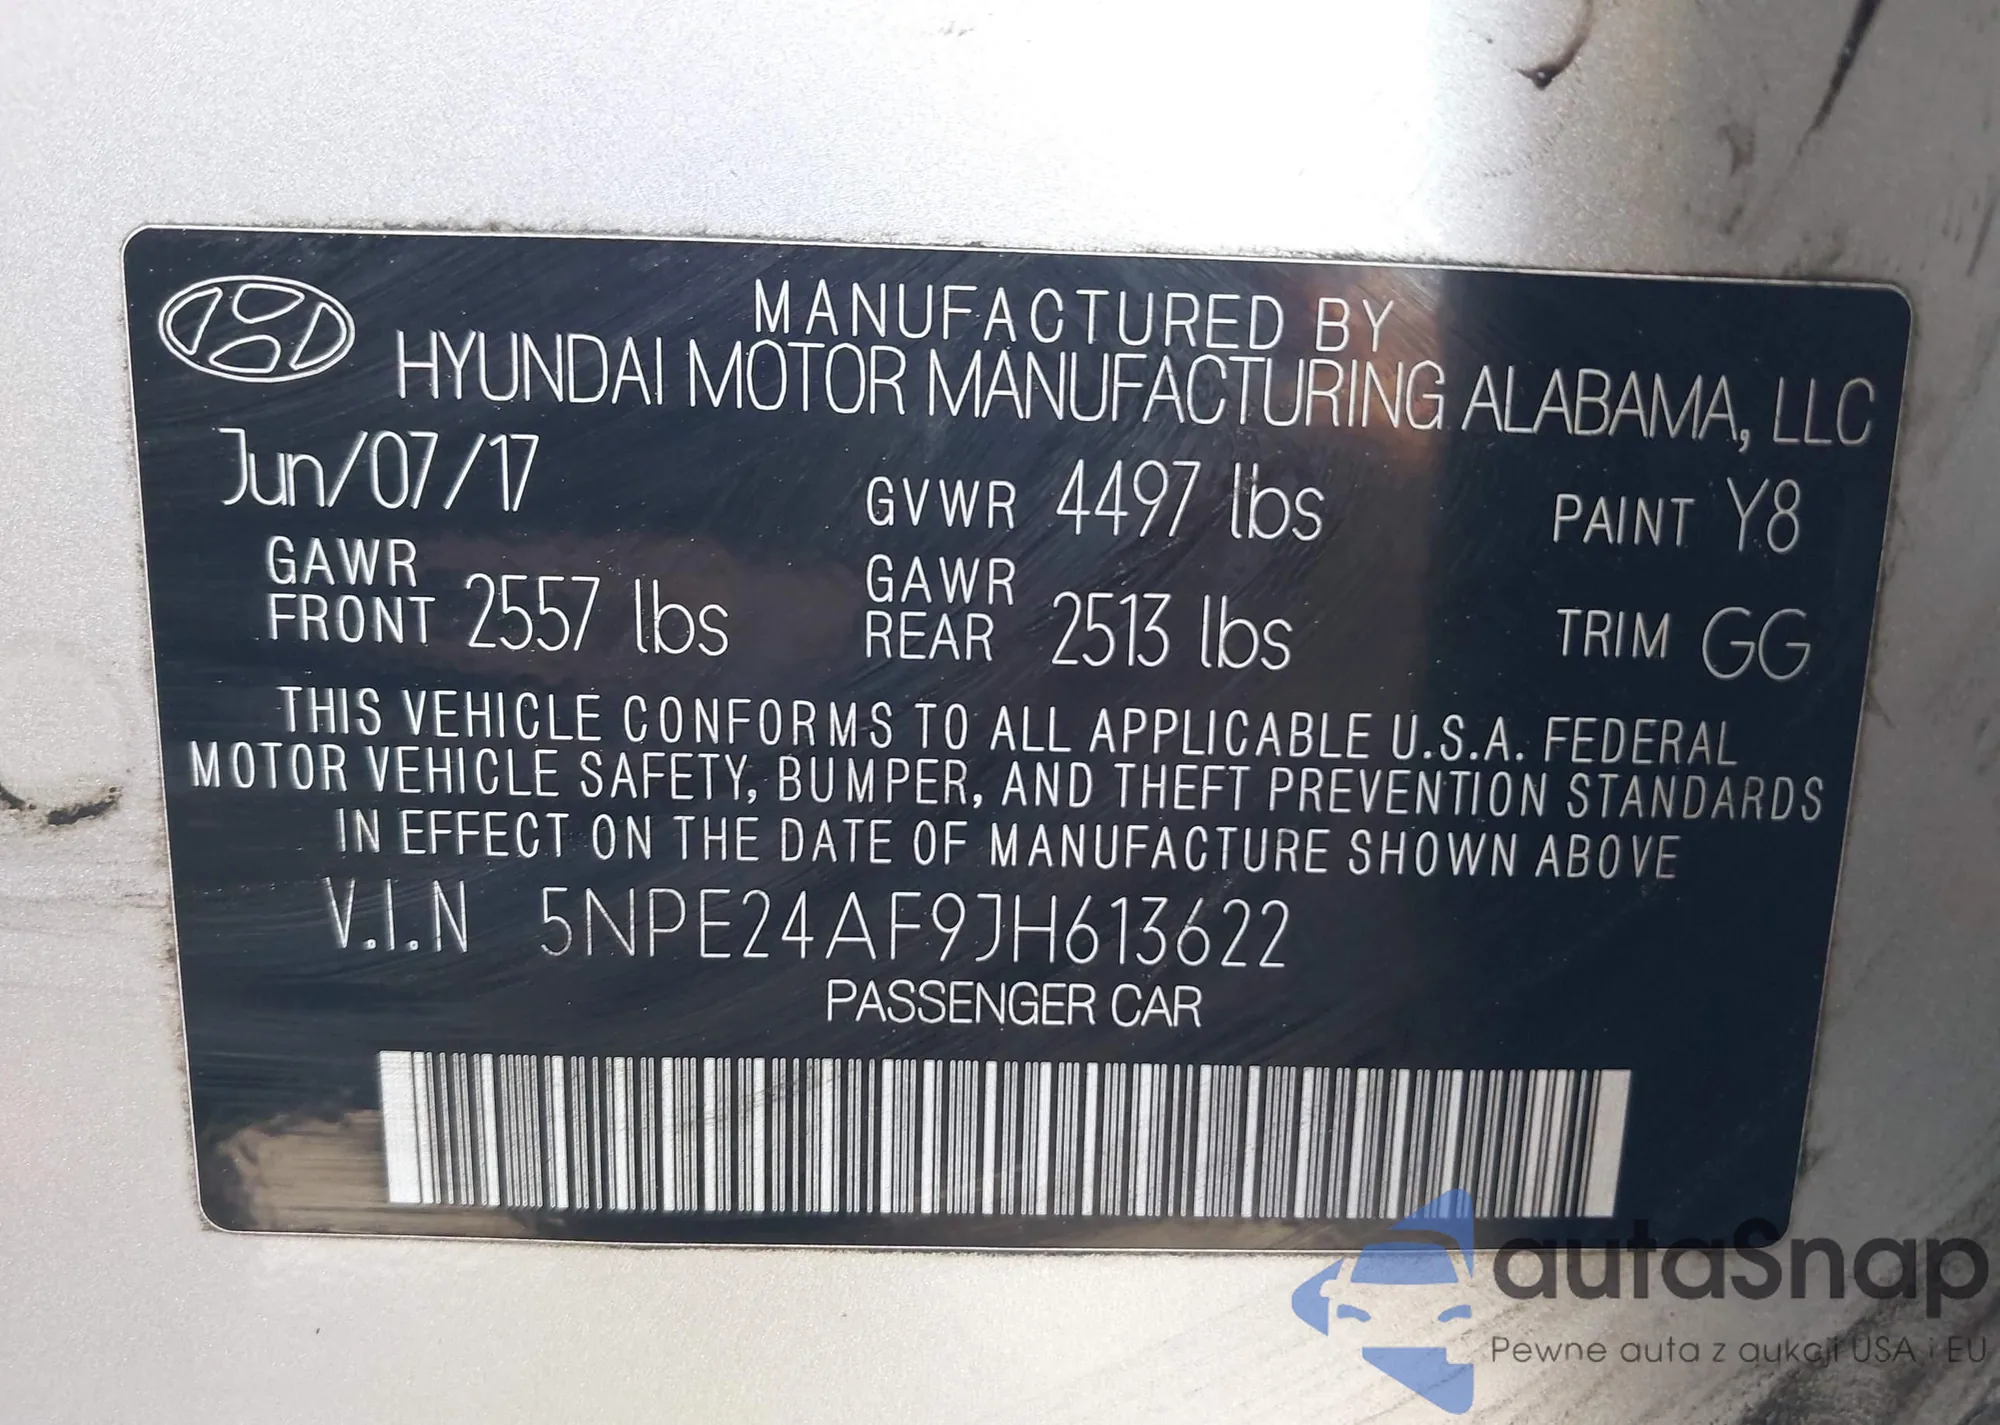 MANUFACTURED BY
HYUNDAI MOTOR MANUFACTURING ALABAMA, LLC
Jun/07/17 GVWR 4497 lbs PAINT Y8
GAWR FRONT 2557 lbs GAWR REAR 2513 lbs TRIM GG
THIS VEHICLE CONFORMS TO ALL APPLICABLE U.S.A. FEDERAL
MOTOR VEHICLE SAFETY, BUMPER, AND THEFT PREVENTION STANDARDS
IN EFFECT ON THE DATE OF MANUFACTURE SHOWN ABOVE
V.I.N 5NPE24AF9JH613622
PASSENGER CAR
autaSnap
Pewne auta z aukcji USA i EU